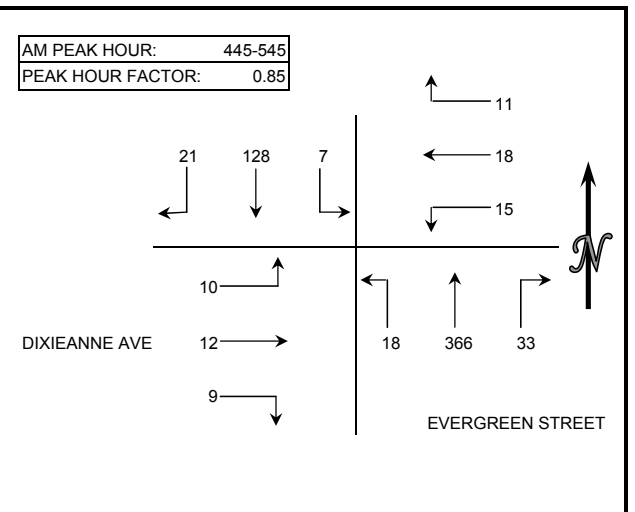 AM PEAK HOUR: 445-545
PEAK HOUR FACTOR: 0.85
11
21 128 7 18
15
N
10
DIXIEANNE AVE 12 18 366 33
9
EVERGREEN STREET